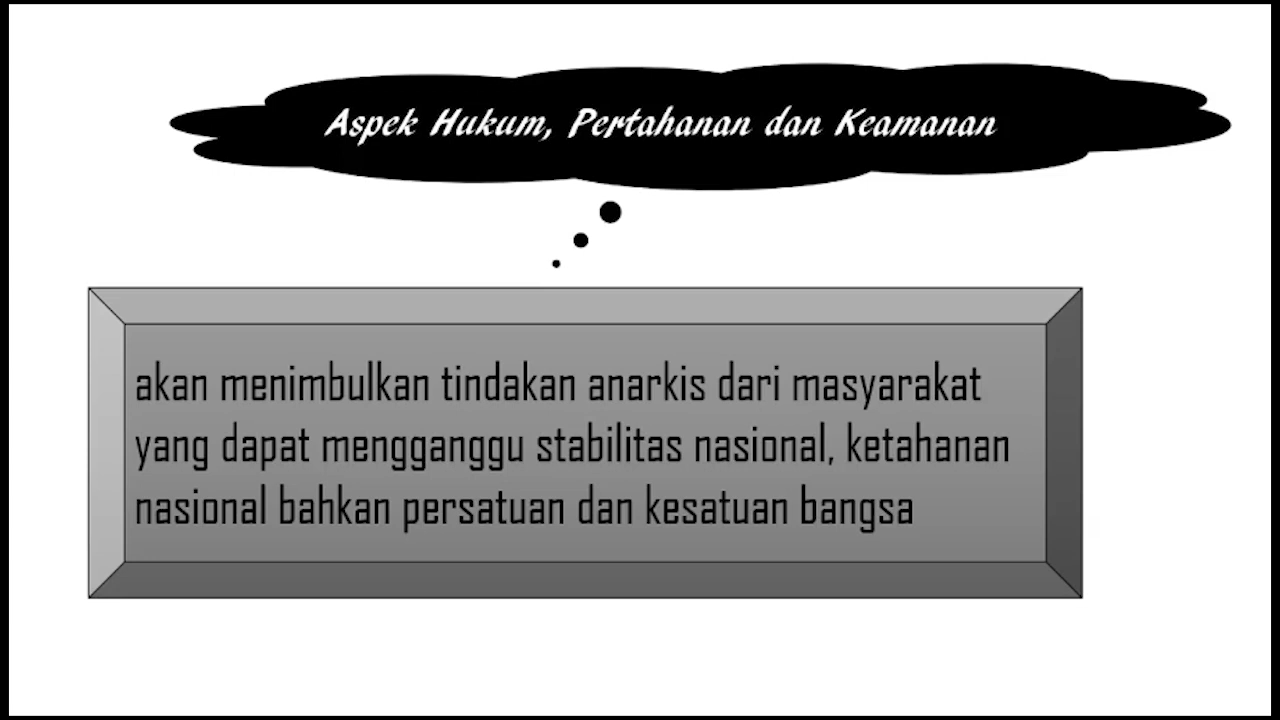 Aspek Hukum, Pertahanan dan Keamanan
akan menimbulkan tindakan anarkis dari masyarakat
yang dapat mengganggu stabilitas nasional, ketahanan
nasional bahkan persatuan dan kesatuan bangsa